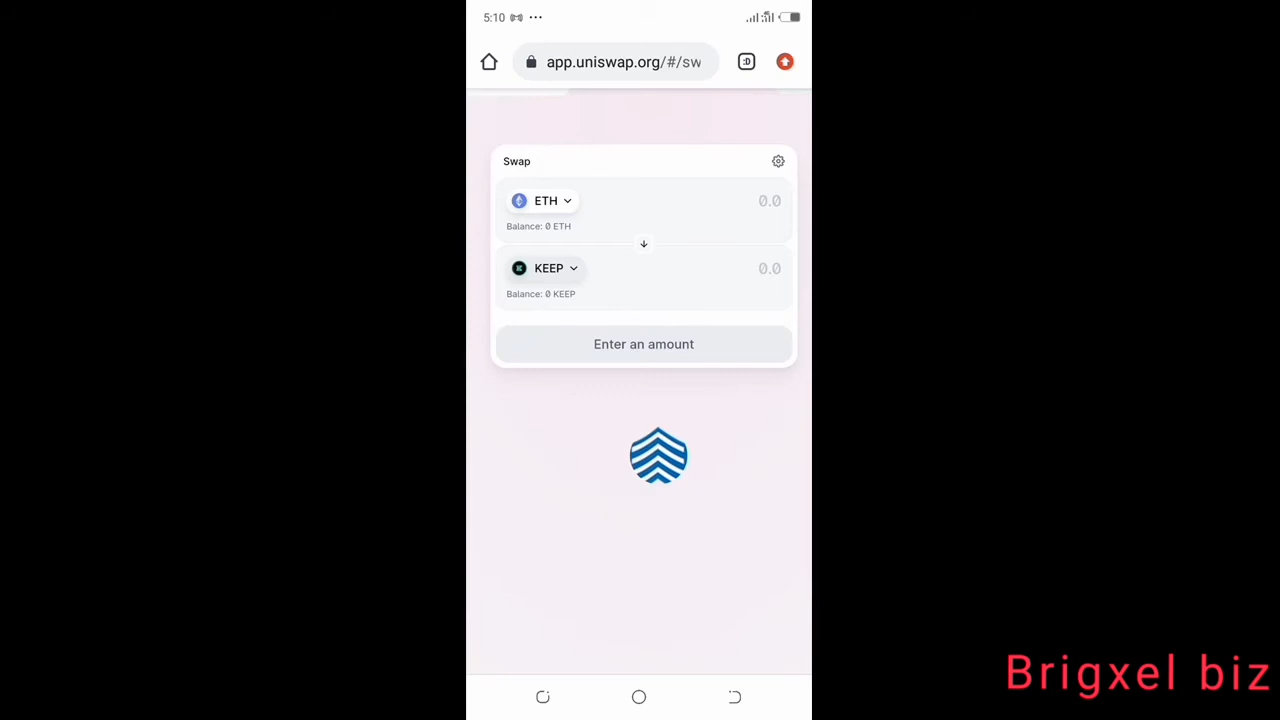 5:10
app.uniswap.org/#/sw
:D
Swap
ETH
0.0
Balance: 0 ETH
KEEP
0.0
Balance: 0 KEEP
Enter an amount
Brigxel biz